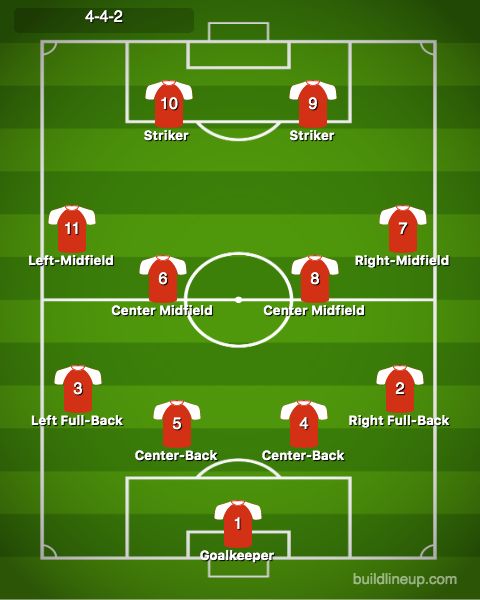 4-4-2
10
9
Striker
Striker
11
7
Left-Midfield
Right-Midfield
6
8
Center Midfield
Center Midfield
3
2
Left Full-Back
Right Full-Back
5
4
Center-Back
Center-Back
1
Goalkeeper
buildlineup.com